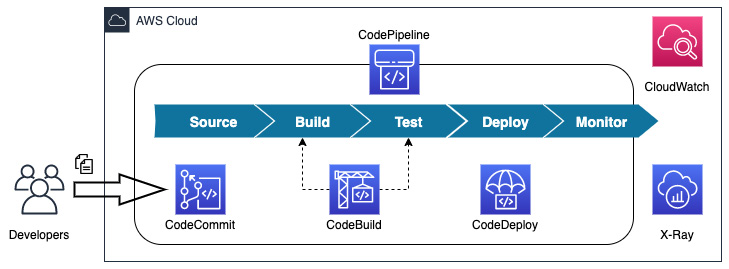 AWS Cloud
CodePipeline
CloudWatch
Source Build Test Deploy Monitor
CodeCommit CodeBuild CodeDeploy
Developers
X-Ray